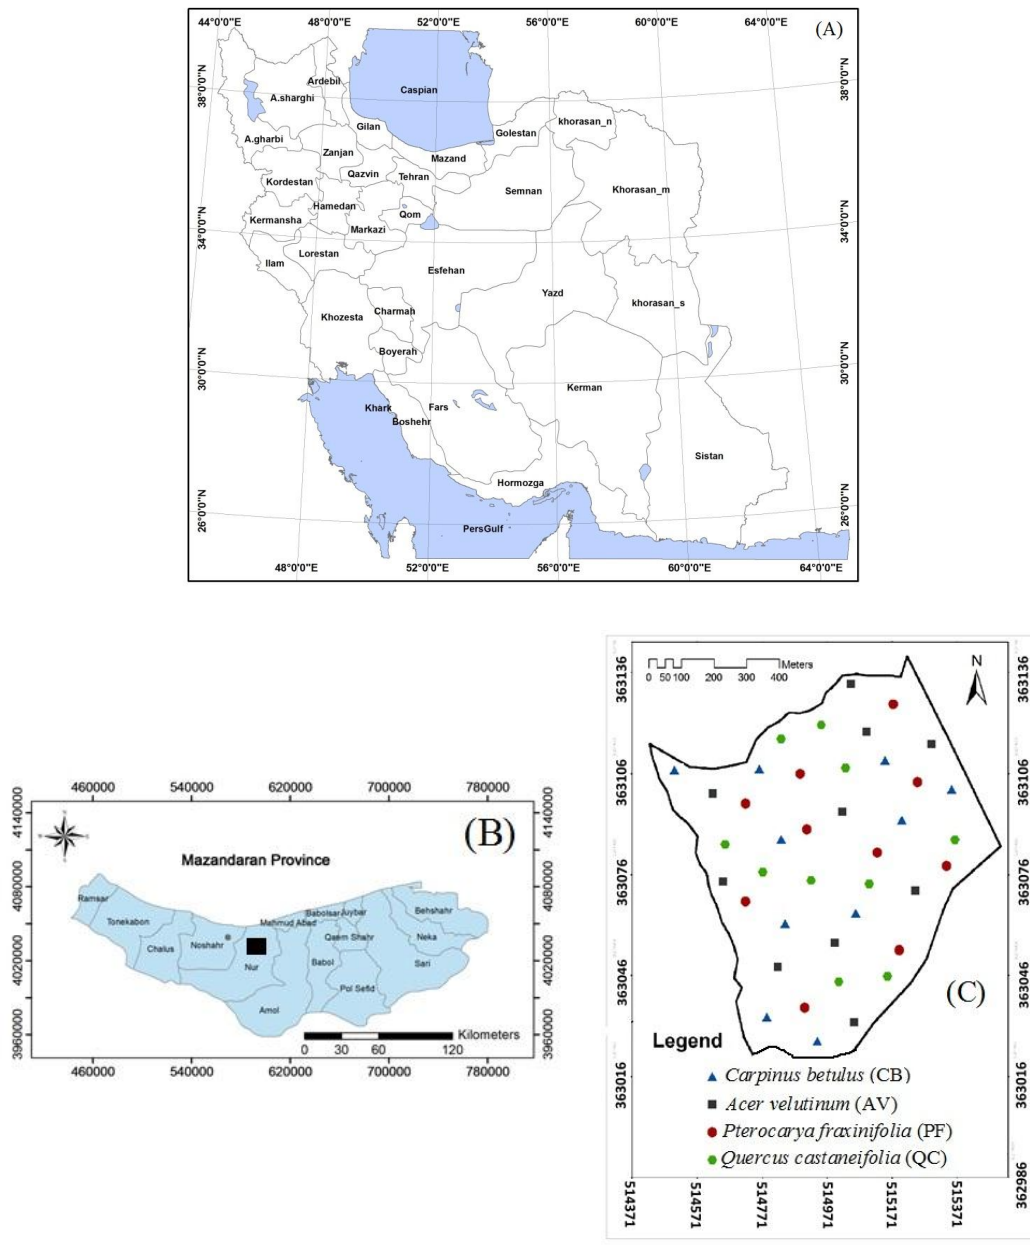 44°0'0"E 48°0'0"E 52°0'0"E 56°0'0"E 60°0'0"E 64°0'0"E
(A)
38°0'0"N 38°0'0"N
34°0'0"N 34°0'0"N
30°0'0"N 30°0'0"N
26°0'0"N 26°0'0"N
Ardebil
Caspian
A.sharghi
Gilan
khorasan_n
Golestan
A.gharbi
Zanjan
Mazand
Qazvin
Tehran
Kordestan
Semnan
Khorasan_m
Hamedan
Qom
Kermansha
Markazi
Lorestan
Ilam
Esfehan
Yazd
khorasan_s
Charmah
Khozesta
Boyerah
Kerman
Khark
Fars
Boshehr
Sistan
Hormozga
PersGulf
48°0'0"E 52°0'0"E 56°0'0"E 60°0'0"E 64°0'0"E
460000 540000 620000 700000 780000
4140000 4140000
4080000 4080000
4020000 4020000
3960000 3960000
(B)
Mazandaran Province
Ramsar
Tonekabon
Chalus
Noshahr
Nur
Mahmud Abad
Babolsar
Juybar
Behshahr
Qaem Shahr
Neka
Babol
Sari
Pol Sefid
Amol
Kilometers
0 30 60 120
460000 540000 620000 700000 780000
Meters
0 50 100 200 300 400
N
363136 363136
363106 363106
363076 363076
363046 363046
363016 363016
362986
(C)
Legend
Carpinus betulus (CB)
Acer velutinum (AV)
Pterocarya fraxinifolia (PF)
Quercus castaneifolia (QC)
514371 514571 514771 514971 515171 515371